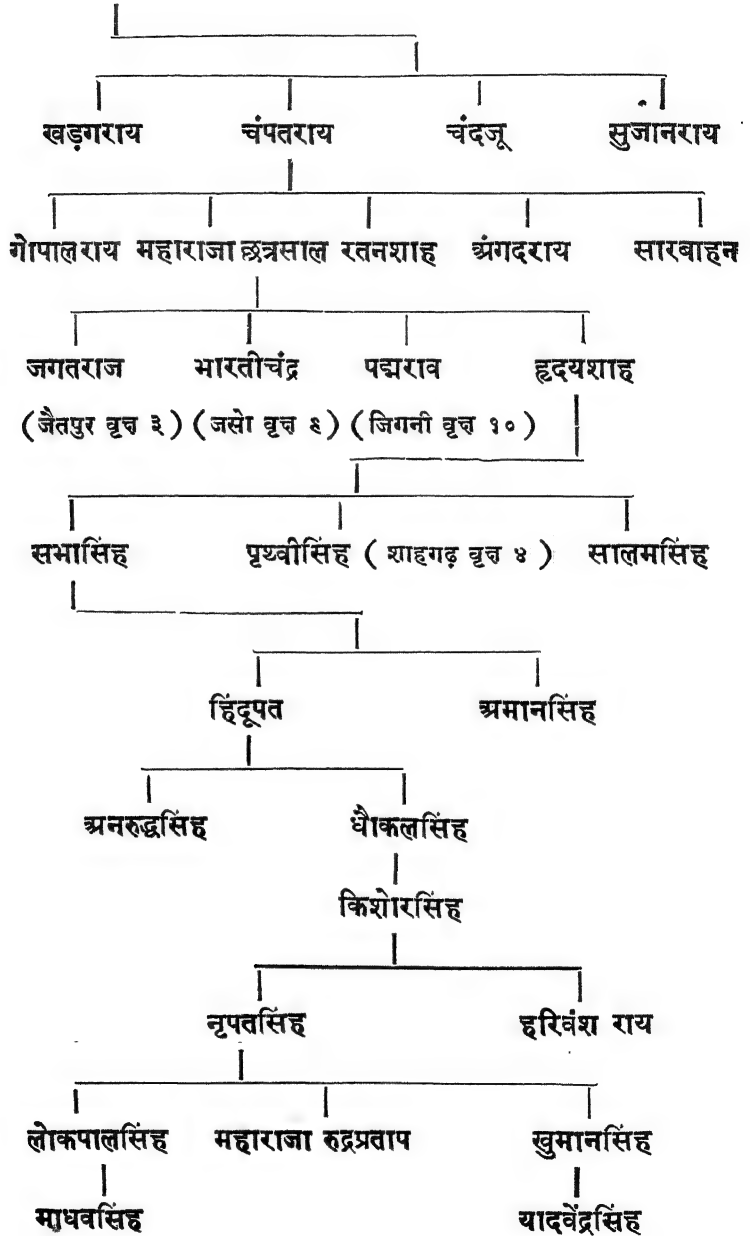 खड़गराय चंपतराय चंदजू सुजानराय
गोपालराय महाराजा छत्रसाल रतनशाह अंगदराय सारबाहन
जगतराज भारतीचंद्र पद्मराव हृदयशाह
(जैतपुर वृत्त ३) (जसो वृत्त ९) (जिगनी वृत्त १०)
सभासिंह पृथ्वीसिंह ( शाहगढ़ वृत्त ४ ) सालमसिंह
हिंदूपत अमानसिंह
अनरुद्धसिंह धौकलसिंह
किशोरसिंह
नृपतसिंह हरिवंश राय
लोकपालसिंह महाराजा रुद्रप्रताप खुमानसिंह
माधवसिंह यादवेंद्रसिंह